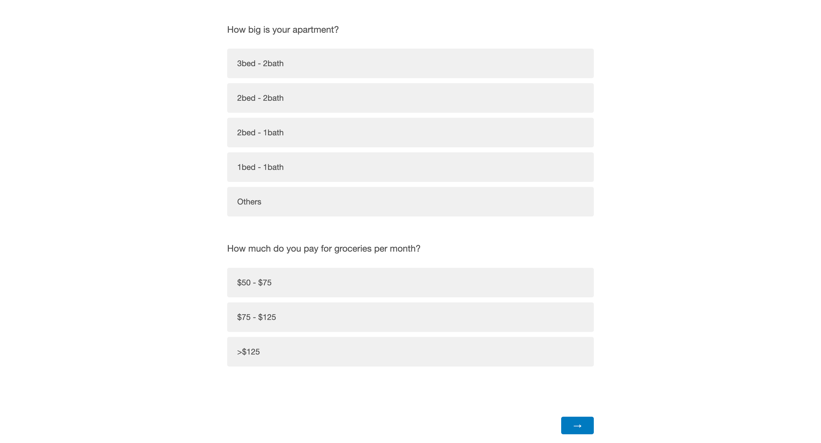 How big is your apartment?
3bed - 2bath
2bed - 2bath
2bed - 1bath
1bed - 1bath
Others
How much do you pay for groceries per month?
$50 - $75
$75 - $125
>$125
→